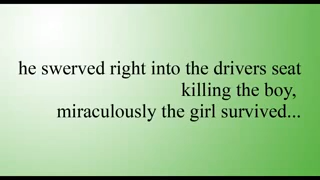 he swerved right into the drivers seat
killing the boy,
miraculously the girl survived...